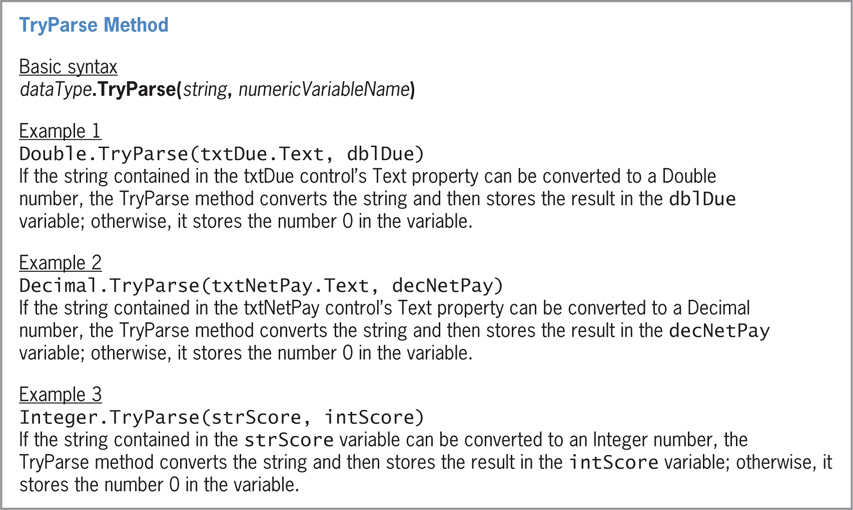 TryParse Method
Basic syntax
dataType.TryParse(string, numericVariableName)
Example 1
Double.TryParse(txtDue.Text, dblDue)
If the string contained in the txtDue control's Text property can be converted to a Double
number, the TryParse method converts the string and then stores the result in the dblDue
variable; otherwise, it stores the number 0 in the variable.
Example 2
Decimal.TryParse(txtNetPay.Text, decNetPay)
If the string contained in the txtNetPay control's Text property can be converted to a Decimal
number, the TryParse method converts the string and then stores the result in the decNetPay
variable; otherwise, it stores the number 0 in the variable.
Example 3
Integer.TryParse(strScore, intScore)
If the string contained in the strScore variable can be converted to an Integer number, the
TryParse method converts the string and then stores the result in the intScore variable; otherwise, it
stores the number 0 in the variable.